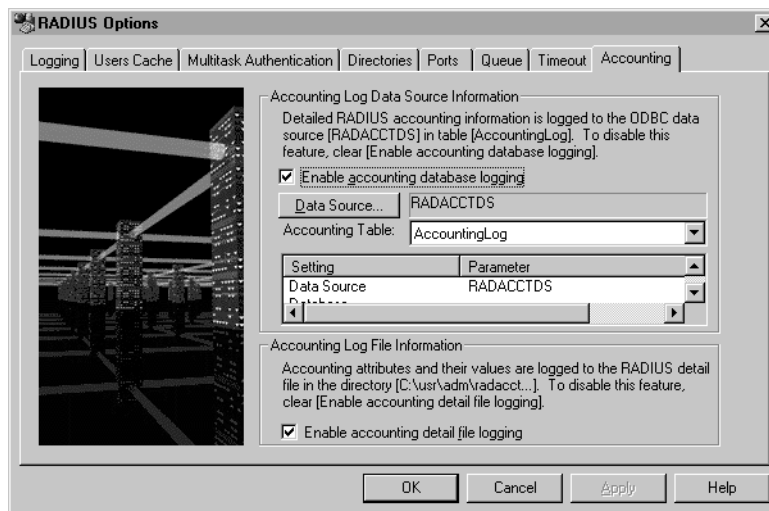 RADIUS Options
Logging Users Cache Multitask Authentication Directories Ports Queue Timeout Accounting
Accounting Log Data Source Information
Detailed RADIUS accounting information is logged to the ODBC data
source [RADACCTDS] in table [AccountingLog]. To disable this
feature, clear [Enable accounting database logging].
Enable accounting database logging
Data Source... RADACCTDS
Accounting Table: AccountingLog
Setting Parameter
Data Source RADACCTDS
Accounting Log File Information
Accounting attributes and their values are logged to the RADIUS detail
file in the directory [C:\usr\adm\radacct...]. To disable this feature,
clear [Enable accounting detail file logging].
Enable accounting detail file logging
OK Cancel Apply Help